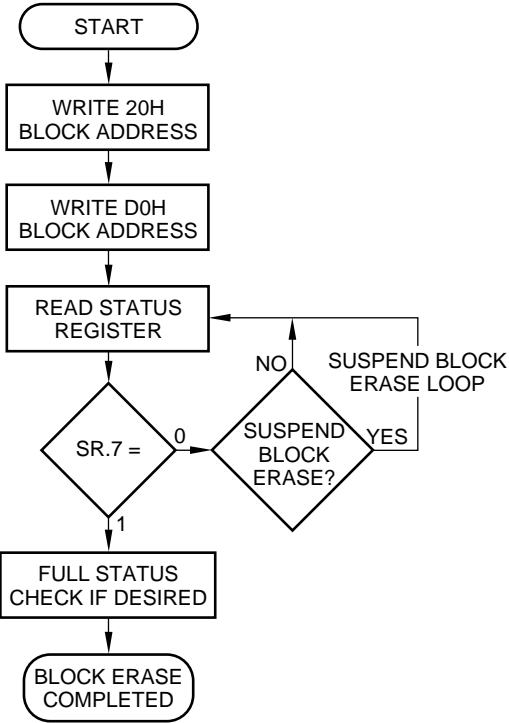 START
WRITE 20H
BLOCK ADDRESS
WRITE D0H
BLOCK ADDRESS
READ STATUS
REGISTER
NO
SUSPEND BLOCK
ERASE LOOP
SR.7 =
0
SUSPEND
BLOCK
ERASE?
YES
1
FULL STATUS
CHECK IF DESIRED
BLOCK ERASE
COMPLETED